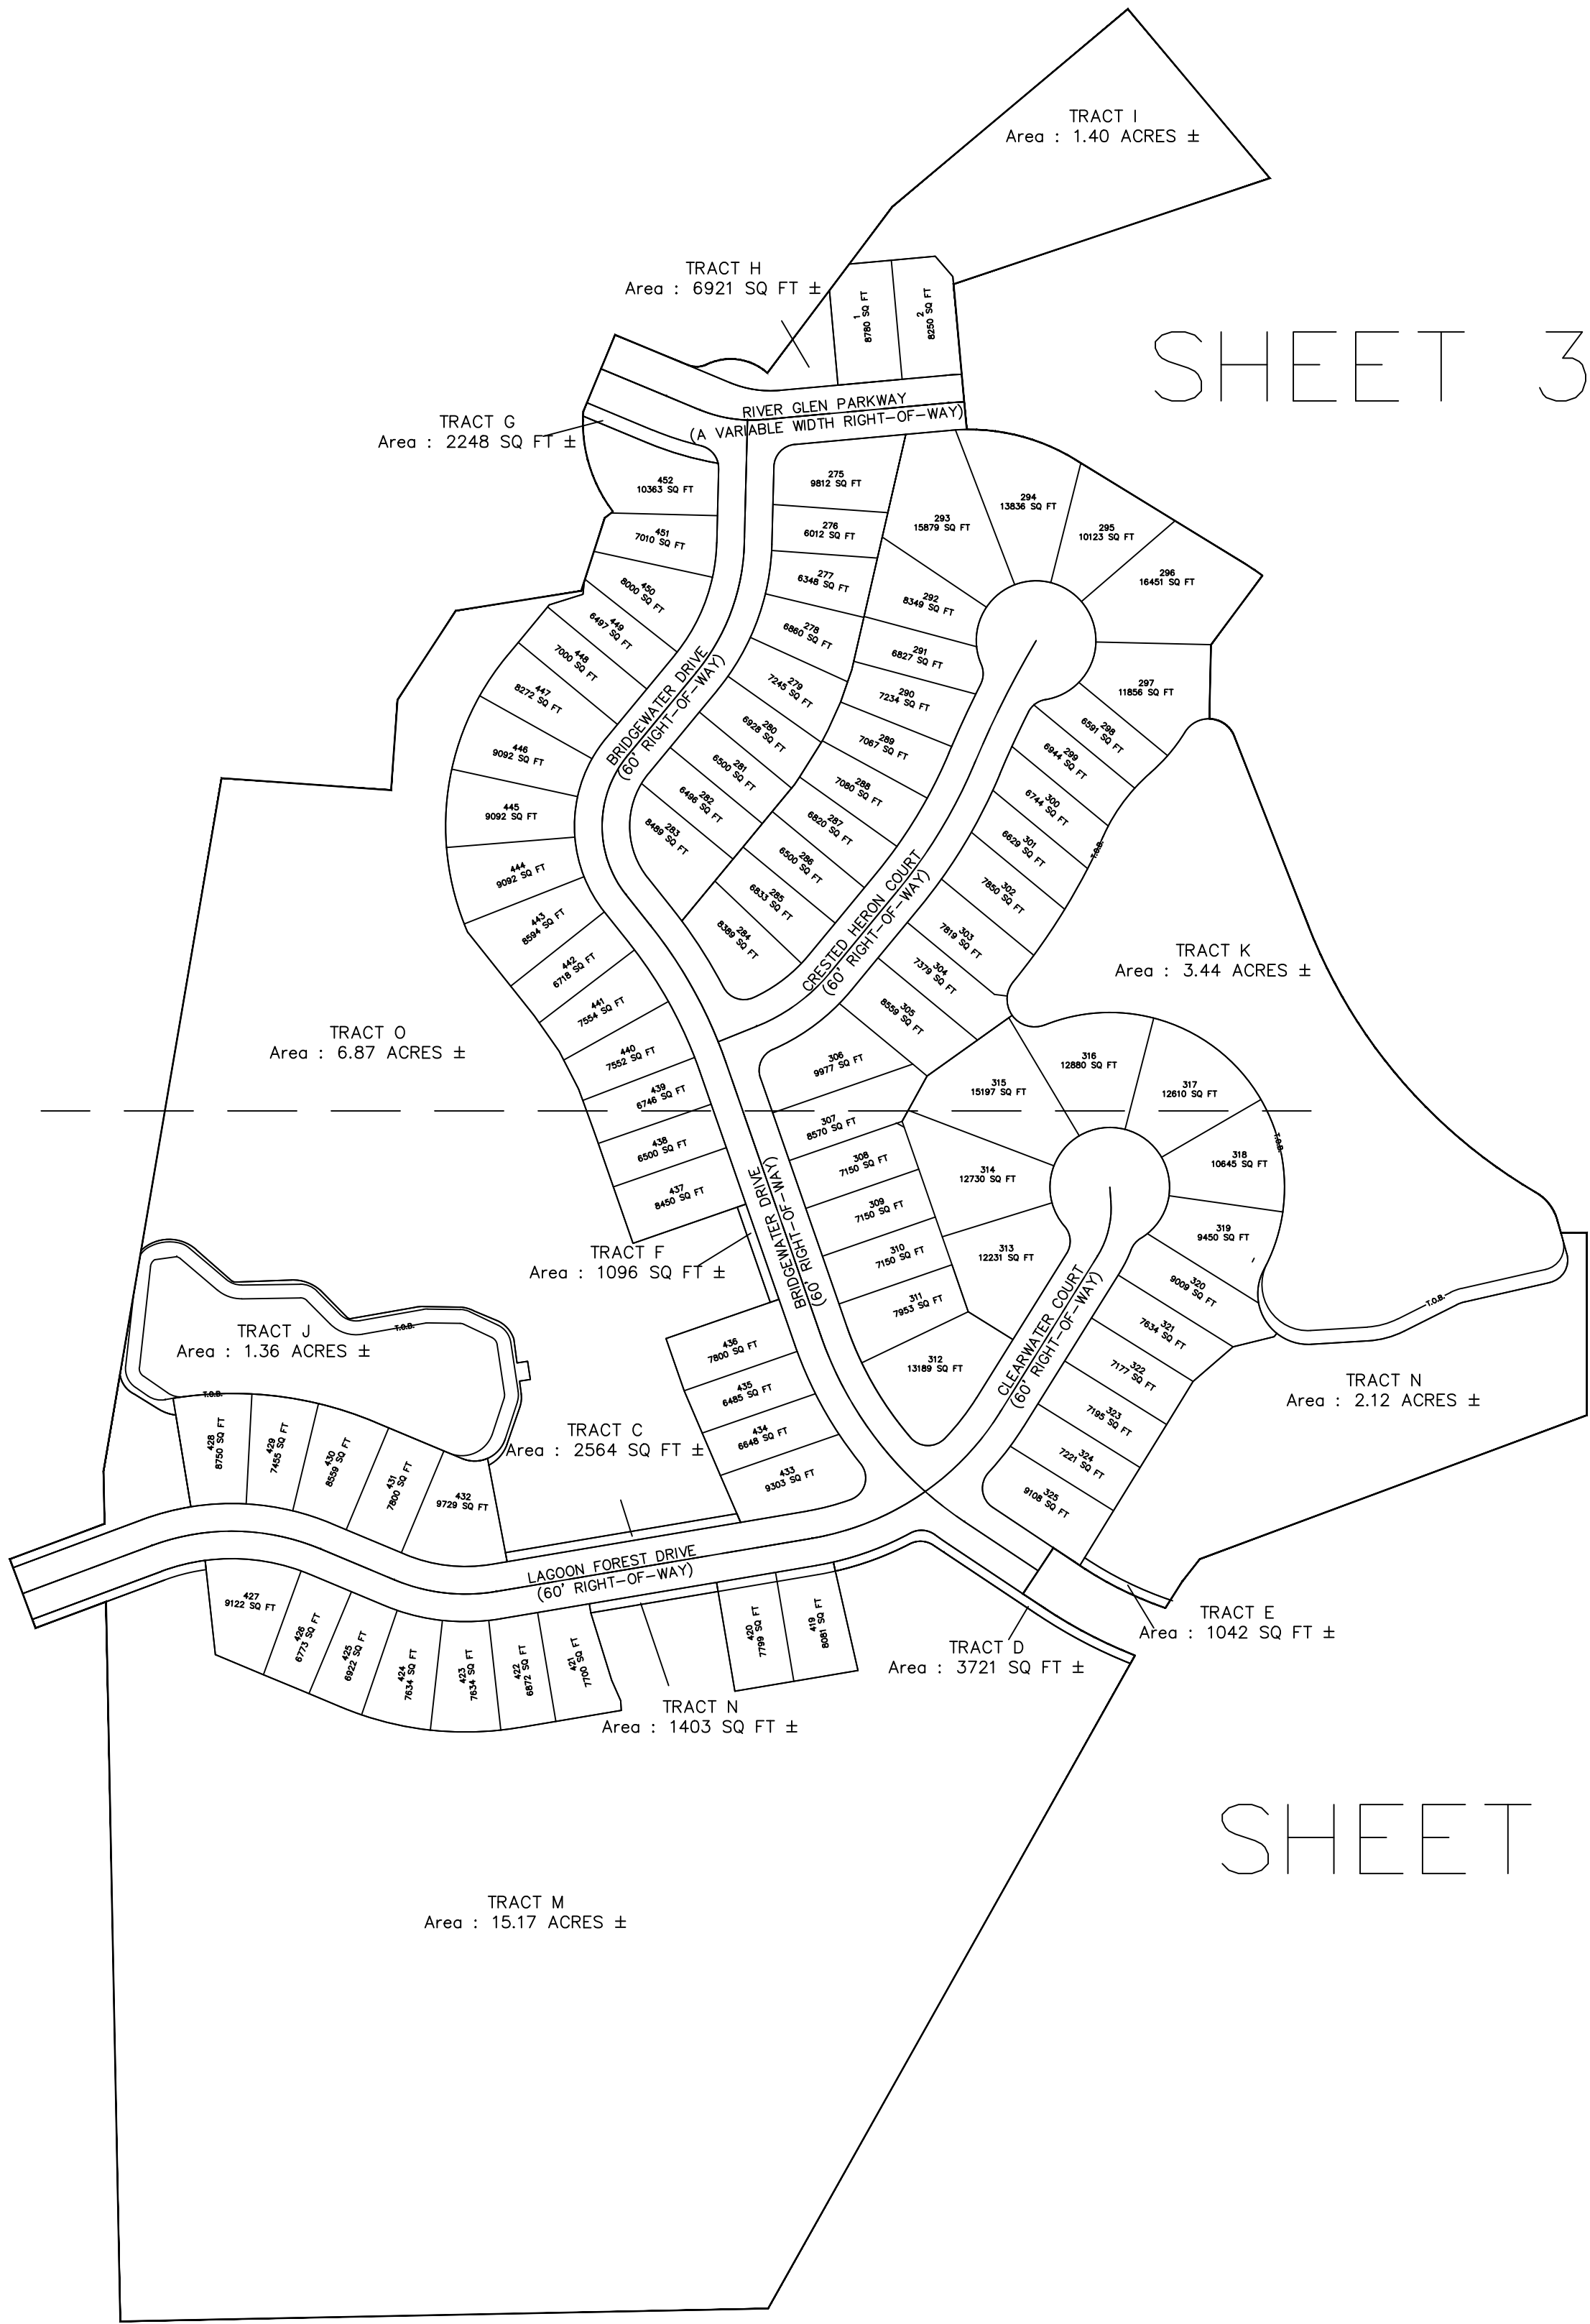 TRACT I
Area : 1.40 ACRES ±
TRACT H
Area : 6921 SQ FT ±
1
8780 SQ FT
2
8250 SQ FT
SHEET 3
RIVER GLEN PARKWAY
(A VARIABLE WIDTH RIGHT-OF-WAY)
TRACT G
Area : 2248 SQ FT ±
452
10363 SQ FT
451
7010 SQ FT
450
8000 SQ FT
449
6497 SQ FT
448
7000 SQ FT
447
8272 SQ FT
446
9092 SQ FT
445
9092 SQ FT
444
9092 SQ FT
443
8594 SQ FT
442
6718 SQ FT
441
7554 SQ FT
440
7552 SQ FT
439
6746 SQ FT
438
6500 SQ FT
437
8450 SQ FT
BRIDGEWATER DRIVE
(60' RIGHT-OF-WAY)
275
9812 SQ FT
276
6012 SQ FT
277
6348 SQ FT
278
6860 SQ FT
279
7245 SQ FT
280
6928 SQ FT
281
6500 SQ FT
282
6496 SQ FT
283
8489 SQ FT
284
8389 SQ FT
285
6833 SQ FT
286
6500 SQ FT
287
6820 SQ FT
288
7080 SQ FT
289
7067 SQ FT
290
7234 SQ FT
291
6827 SQ FT
292
8349 SQ FT
293
15879 SQ FT
294
13836 SQ FT
295
10123 SQ FT
296
16451 SQ FT
297
11856 SQ FT
298
6591 SQ FT
299
6944 SQ FT
300
6744 SQ FT
301
6629 SQ FT
302
7850 SQ FT
303
7819 SQ FT
304
7379 SQ FT
305
8559 SQ FT
306
9977 SQ FT
CRESTED HERON COURT
(60' RIGHT-OF-WAY)
T.O.B.
TRACT K
Area : 3.44 ACRES ±
TRACT O
Area : 6.87 ACRES ±
307
8570 SQ FT
308
7150 SQ FT
309
7150 SQ FT
310
7150 SQ FT
311
7953 SQ FT
312
13189 SQ FT
313
12231 SQ FT
314
12730 SQ FT
315
15197 SQ FT
316
12880 SQ FT
317
12610 SQ FT
318
10645 SQ FT
319
9450 SQ FT
320
9009 SQ FT
321
7634 SQ FT
322
7177 SQ FT
323
7195 SQ FT
324
7221 SQ FT
325
9108 SQ FT
T.O.B.
T.O.B.
BRIDGEWATER DRIVE
(60' RIGHT-OF-WAY)
CLEARWATER COURT
(60' RIGHT-OF-WAY)
TRACT F
Area : 1096 SQ FT ±
TRACT J
Area : 1.36 ACRES ±
T.O.B.
T.O.B.
TRACT N
Area : 2.12 ACRES ±
436
7800 SQ FT
435
6485 SQ FT
434
6648 SQ FT
433
9303 SQ FT
TRACT C
Area : 2564 SQ FT ±
428
8750 SQ FT
429
7455 SQ FT
430
8559 SQ FT
431
7800 SQ FT
432
9729 SQ FT
LAGOON FOREST DRIVE
(60' RIGHT-OF-WAY)
427
9122 SQ FT
426
6773 SQ FT
425
6922 SQ FT
424
7634 SQ FT
423
7634 SQ FT
422
6872 SQ FT
421
7700 SQ FT
420
7799 SQ FT
419
8081 SQ FT
TRACT E
Area : 1042 SQ FT ±
TRACT D
Area : 3721 SQ FT ±
TRACT N
Area : 1403 SQ FT ±
SHEET
TRACT M
Area : 15.17 ACRES ±